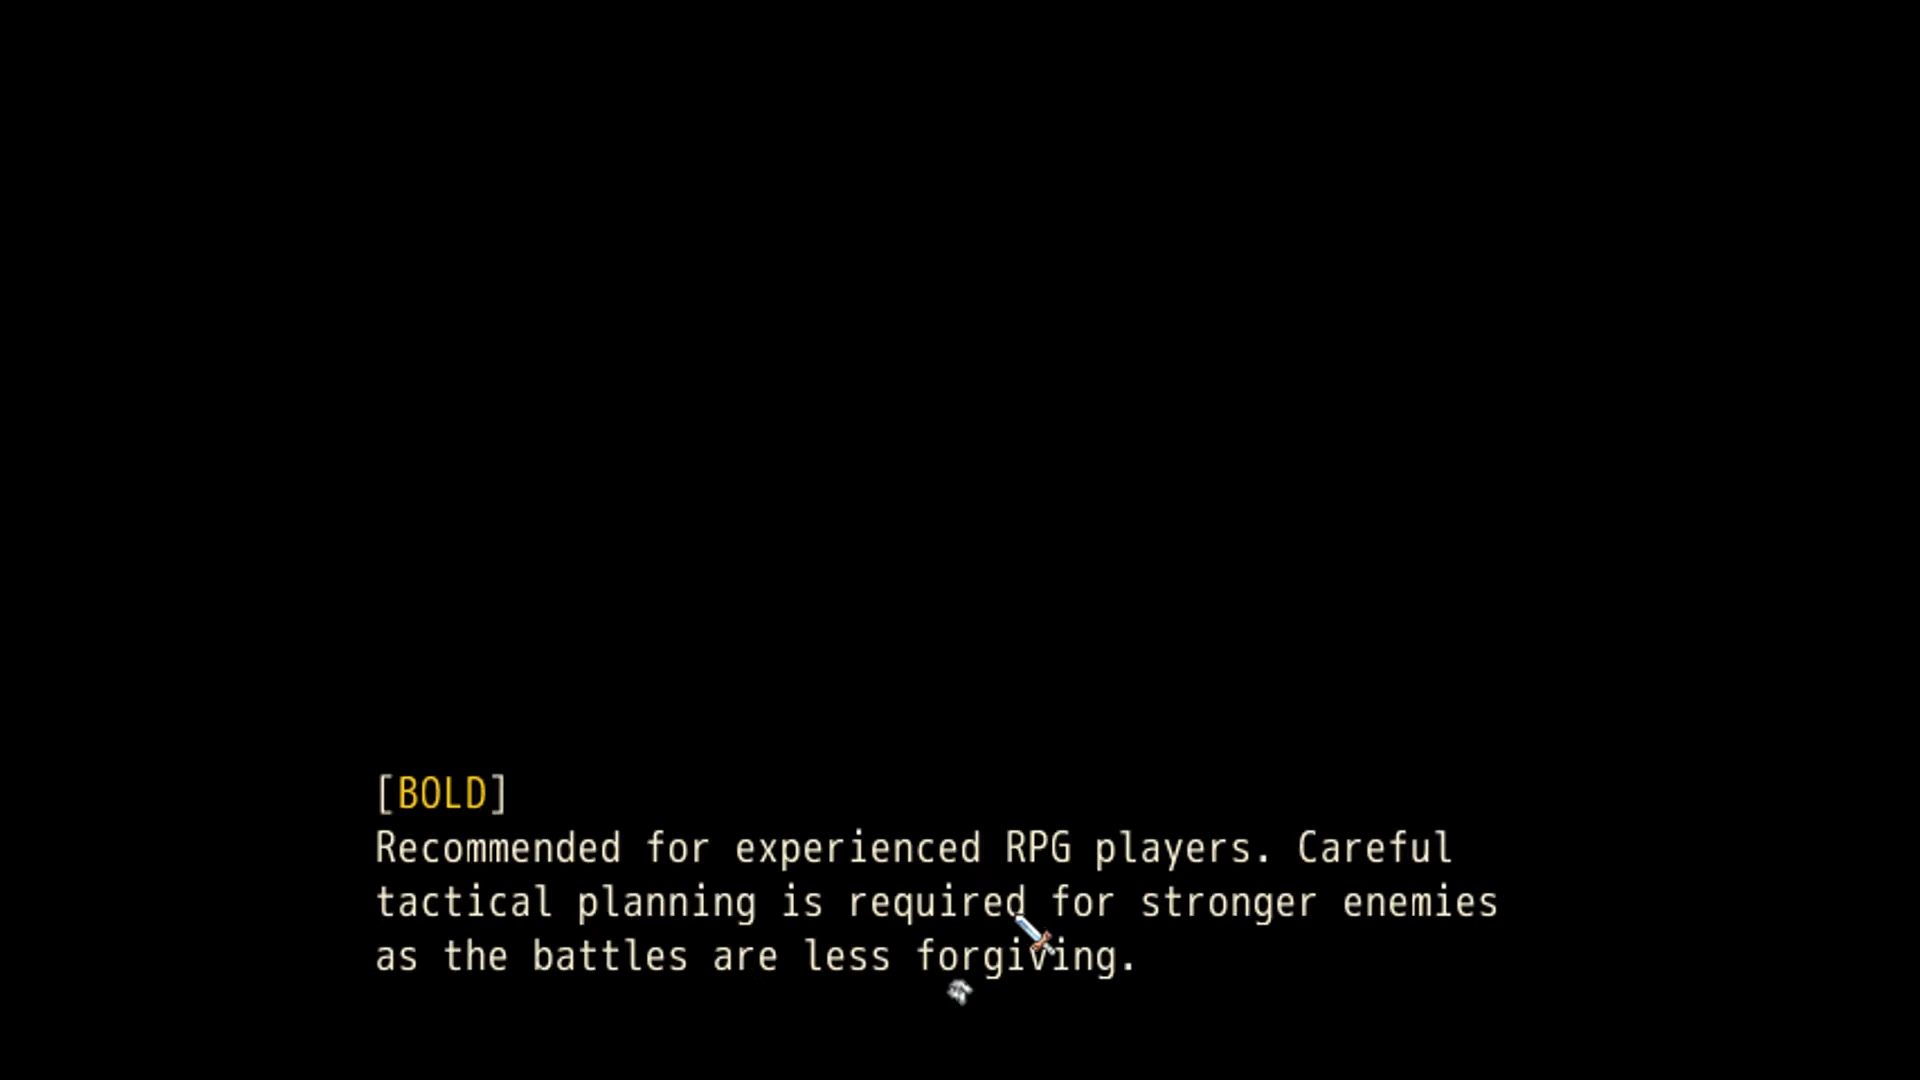 [BOLD]
Recommended for experienced RPG players. Careful
tactical planning is required for stronger enemies
as the battles are less forgiving.